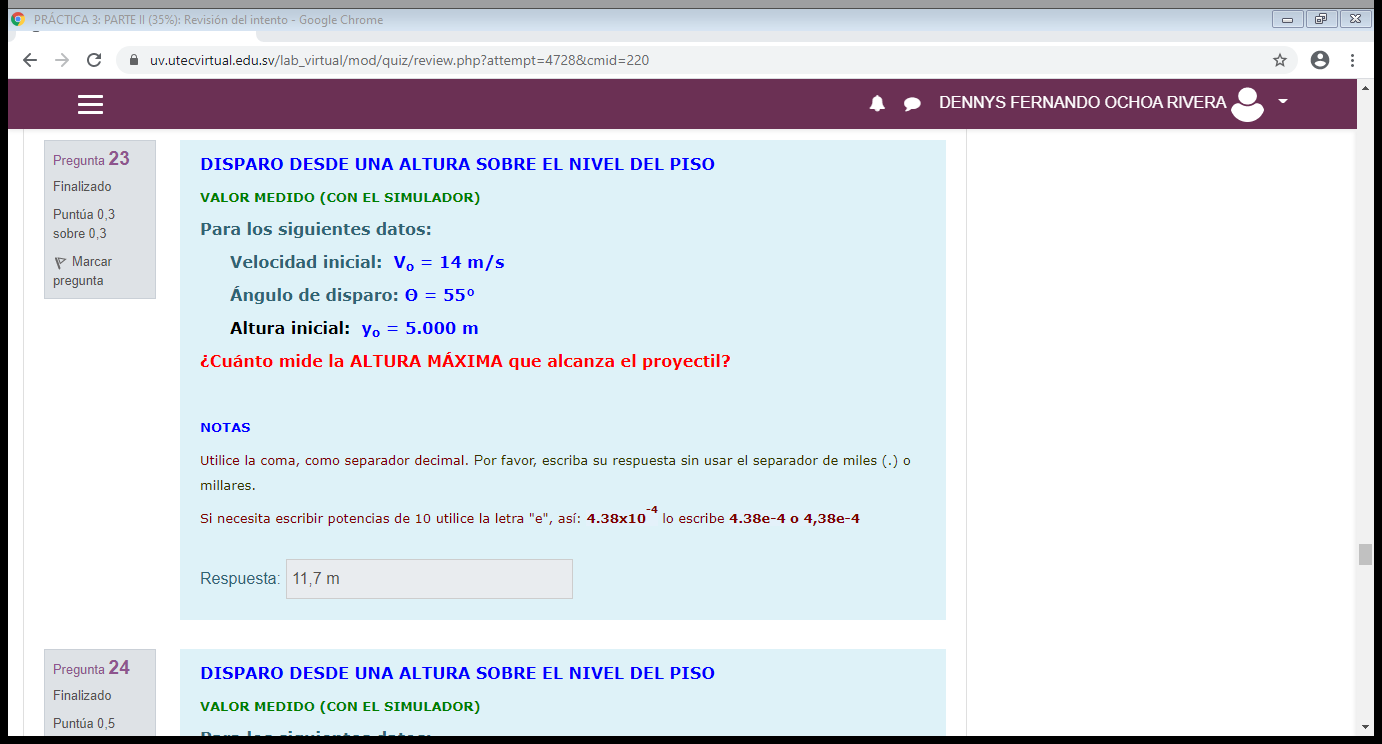 PRÁCTICA 3: PARTE II (35%): Revisión del intento - Google Chrome
uv.utecvirtual.edu.sv/lab_virtual/mod/quiz/review.php?attempt=4728&cmid=220
DENNYS FERNANDO OCHOA RIVERA
Pregunta 23
Finalizado
Puntúa 0,3
sobre 0,3
Marcar
pregunta
DISPARO DESDE UNA ALTURA SOBRE EL NIVEL DEL PISO
VALOR MEDIDO (CON EL SIMULADOR)
Para los siguientes datos:
Velocidad inicial: Vo = 14 m/s
Ángulo de disparo: Θ = 55º
Altura inicial: yo = 5.000 m
¿Cuánto mide la ALTURA MÁXIMA que alcanza el proyectil?
NOTAS
Utilice la coma, como separador decimal. Por favor, escriba su respuesta sin usar el separador de miles (.) o
millares.
Si necesita escribir potencias de 10 utilice la letra "e", así: 4.38x10-4 lo escribe 4.38e-4 o 4,38e-4
Respuesta: 11,7 m
Pregunta 24
Finalizado
Puntúa 0,5
DISPARO DESDE UNA ALTURA SOBRE EL NIVEL DEL PISO
VALOR MEDIDO (CON EL SIMULADOR)
Para los siguientes datos: